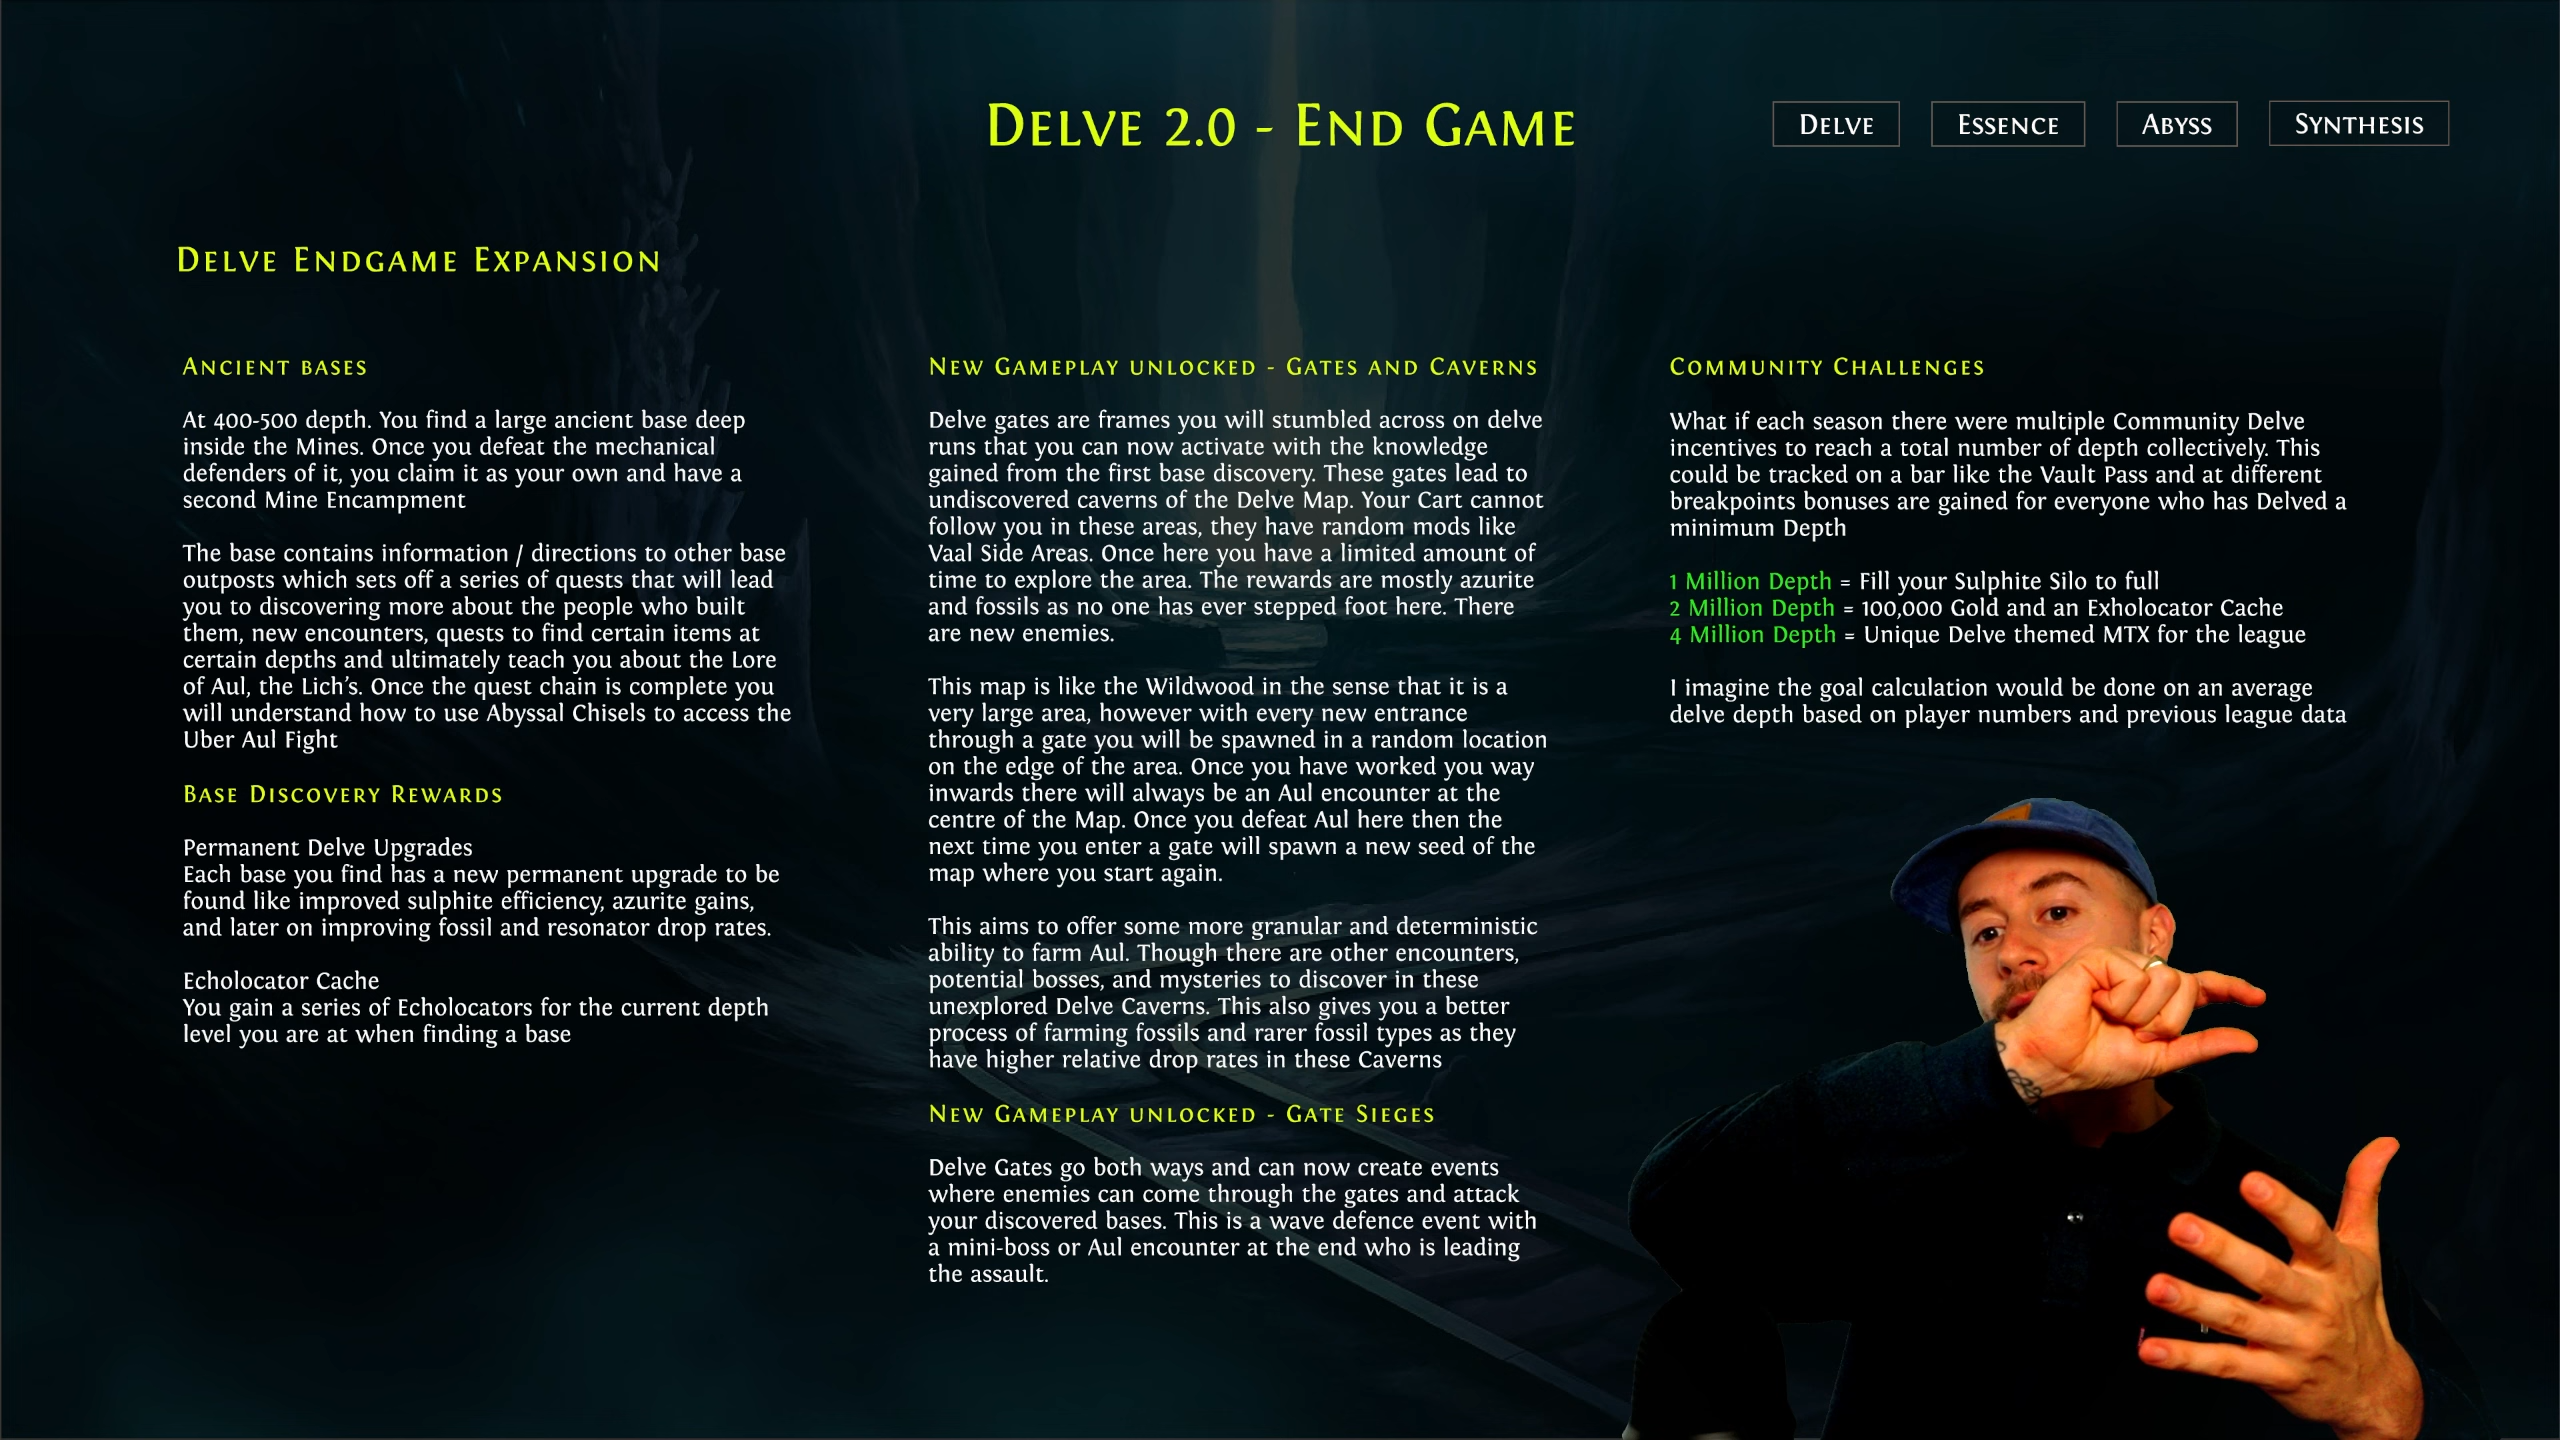 Delve 2.0 - End Game
Delve
Essence
Abyss
Synthesis
Delve Endgame Expansion
Ancient bases
At 400-500 depth. You find a large ancient base deep
inside the Mines. Once you defeat the mechanical
defenders of it, you claim it as your own and have a
second Mine Encampment
The base contains information / directions to other base
outposts which sets off a series of quests that will lead
you to discovering more about the people who built
them, new encounters, quests to find certain items at
certain depths and ultimately teach you about the Lore
of Aul, the Lich's. Once the quest chain is complete you
will understand how to use Abyssal Chisels to access the
Uber Aul Fight
Base Discovery Rewards
Permanent Delve Upgrades
Each base you find has a new permanent upgrade to be
found like improved sulphite efficiency, azurite gains,
and later on improving fossil and resonator drop rates.
Echolocator Cache
You gain a series of Echolocators for the current depth
level you are at when finding a base
New Gameplay unlocked - Gates and Caverns
Delve gates are frames you will stumbled across on delve
runs that you can now activate with the knowledge
gained from the first base discovery. These gates lead to
undiscovered caverns of the Delve Map. Your Cart cannot
follow you in these areas, they have random mods like
Vaal Side Areas. Once here you have a limited amount of
time to explore the area. The rewards are mostly azurite
and fossils as no one has ever stepped foot here. There
are new enemies.
This map is like the Wildwood in the sense that it is a
very large area, however with every new entrance
through a gate you will be spawned in a random location
on the edge of the area. Once you have worked you way
inwards there will always be an Aul encounter at the
centre of the Map. Once you defeat Aul here then the
next time you enter a gate will spawn a new seed of the
map where you start again.
This aims to offer some more granular and deterministic
ability to farm Aul. Though there are other encounters,
potential bosses, and mysteries to discover in these
unexplored Delve Caverns. This also gives you a better
process of farming fossils and rarer fossil types as they
have higher relative drop rates in these Caverns
New Gameplay unlocked - Gate Sieges
Delve Gates go both ways and can now create events
where enemies can come through the gates and attack
your discovered bases. This is a wave defence event with
a mini-boss or Aul encounter at the end who is leading
the assault.
Community Challenges
What if each season there were multiple Community Delve
incentives to reach a total number of depth collectively. This
could be tracked on a bar like the Vault Pass and at different
breakpoints bonuses are gained for everyone who has Delved a
minimum Depth
1 Million Depth = Fill your Sulphite Silo to full
2 Million Depth = 100,000 Gold and an Exholocator Cache
4 Million Depth = Unique Delve themed MTX for the league
I imagine the goal calculation would be done on an average
delve depth based on player numbers and previous league data